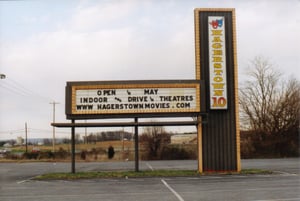 HAGERSTOWN
10
OPEN MAY
INDOOR DRIVE THEATRES
WWW.HAGERSTOWNMOVIES.COM